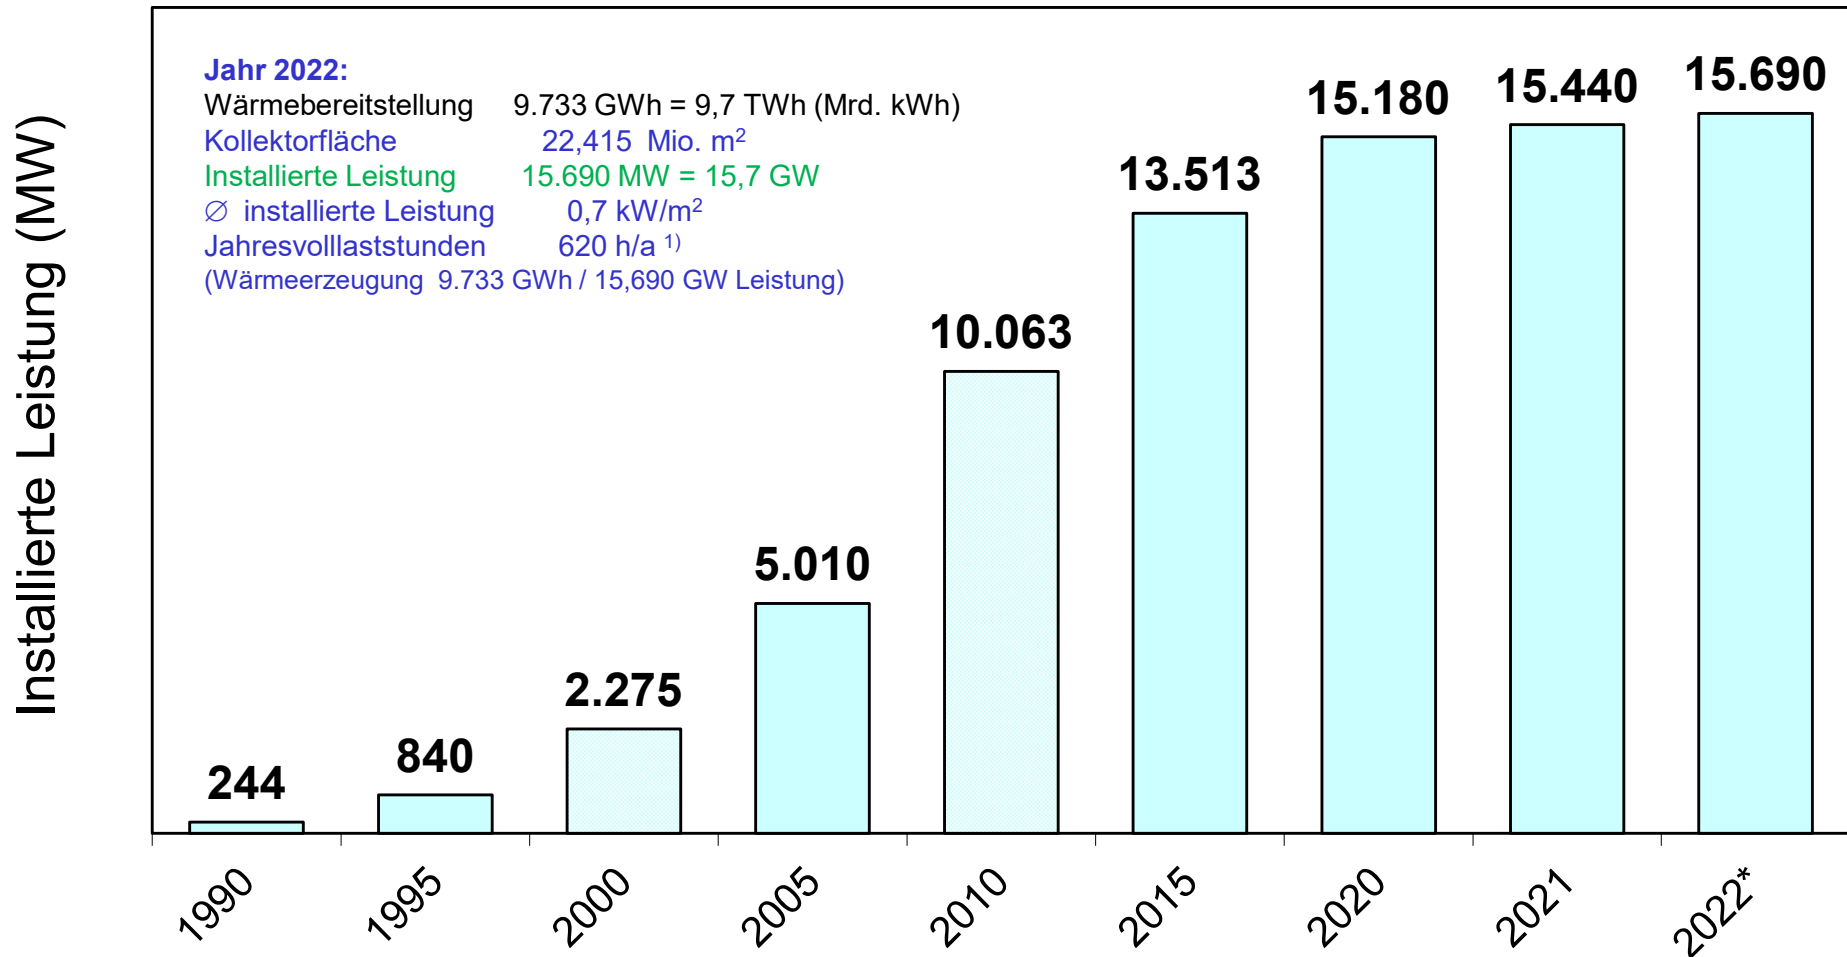 Installierte Leistung (MW)
Jahr 2022:
Wärmebereitstellung 9.733 GWh = 9,7 TWh (Mrd. kWh)
Kollektorfläche 22,415 Mio. m²
Installierte Leistung 15.690 MW = 15,7 GW
∅ installierte Leistung 0,7 kW/m²
Jahresvolllaststunden 620 h/a ¹⁾
(Wärmeerzeugung 9.733 GWh / 15,690 GW Leistung)
244
840
2.275
5.010
10.063
13.513
15.180
15.440
15.690
1990
1995
2000
2005
2010
2015
2020
2021
2022*